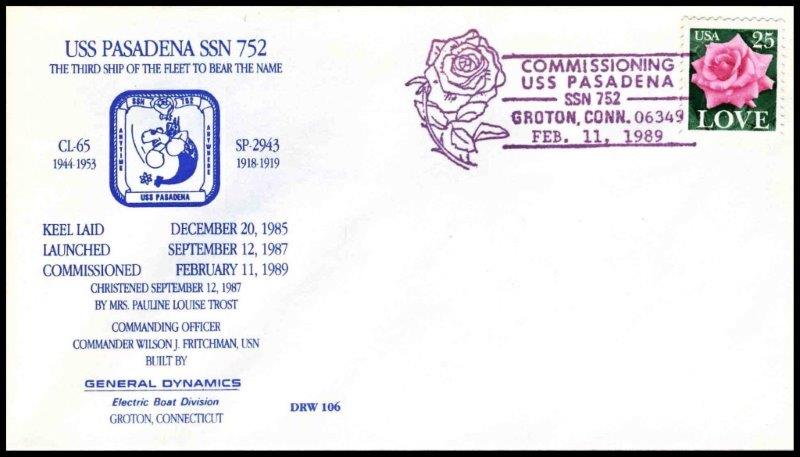 USS PASADENA SSN 752
THE THIRD SHIP OF THE FLEET TO BEAR THE NAME
SSN 752
ANYTIME
ANYWHERE
USS PASADENA
CL-65
1944-1953
SP-2943
1918-1919
KEEL LAID DECEMBER 20, 1985
LAUNCHED SEPTEMBER 12, 1987
COMMISSIONED FEBRUARY 11, 1989
CHRISTENED SEPTEMBER 12, 1987
BY MRS. PAULINE LOUISE TROST
COMMANDING OFFICER
COMMANDER WILSON J. FRITCHMAN, USN
BUILT BY
GENERAL DYNAMICS
Electric Boat Division
GROTON, CONNECTICUT
DRW 106
COMMISSIONING
USS PASADENA
SSN 752
GROTON, CONN. 06349
FEB. 11, 1989
USA 25
LOVE